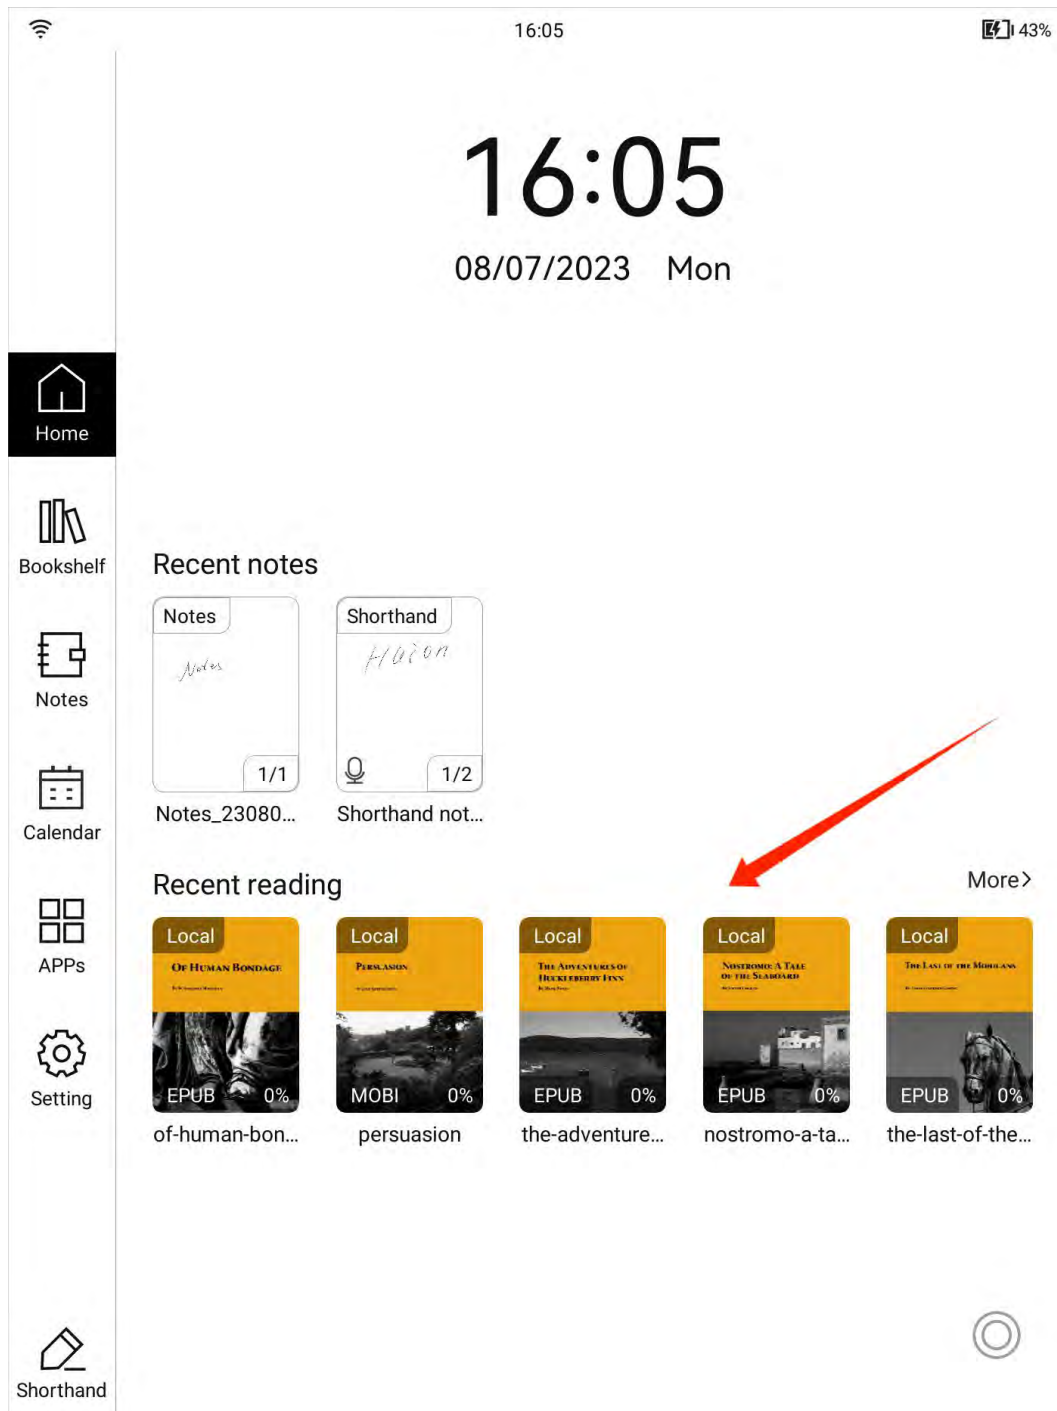 16:05
43%
16:05
08/07/2023 Mon
Home
Bookshelf
Notes
Calendar
APPs
Setting
Shorthand
Recent notes
Notes
Notes
1/1
Notes_23080...
Shorthand
1/2
Shorthand not...
Recent reading
More>
Local
OF HUMAN BONDAGE
EPUB 0%
of-human-bon...
Local
PERSUASION
MOBI 0%
persuasion
Local
THE ADVENTURES OF
HUCKLEBERRY FINN
EPUB 0%
the-adventure...
Local
NOSTROMO: A TALE
OF THE SEABOARD
EPUB 0%
nostromo-a-ta...
Local
THE LAST OF THE MOHICANS
EPUB 0%
the-last-of-the...